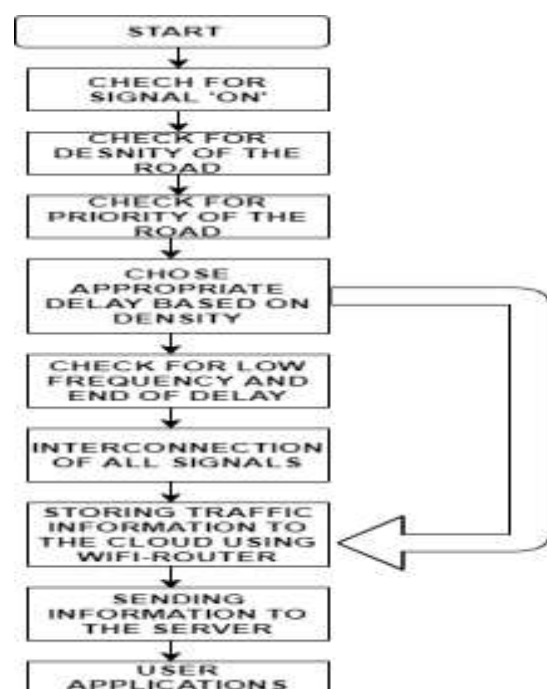 START
CHECH FOR
SIGNAL 'ON'
CHECK FOR
DESNITY OF THE
ROAD
CHECK FOR
PRIORITY OF THE
ROAD
CHOSE
APPROPRIATE
DELAY BASED ON
DENSITY
CHECK FOR LOW
FREQUENCY AND
END OF DELAY
INTERCONNECTION
OF ALL SIGNALS
STORING TRAFFIC
INFORMATION TO
THE CLOUD USING
WIFI-ROUTER
SENDING
INFORMATION TO
THE SERVER
USER
APPLICATIONS